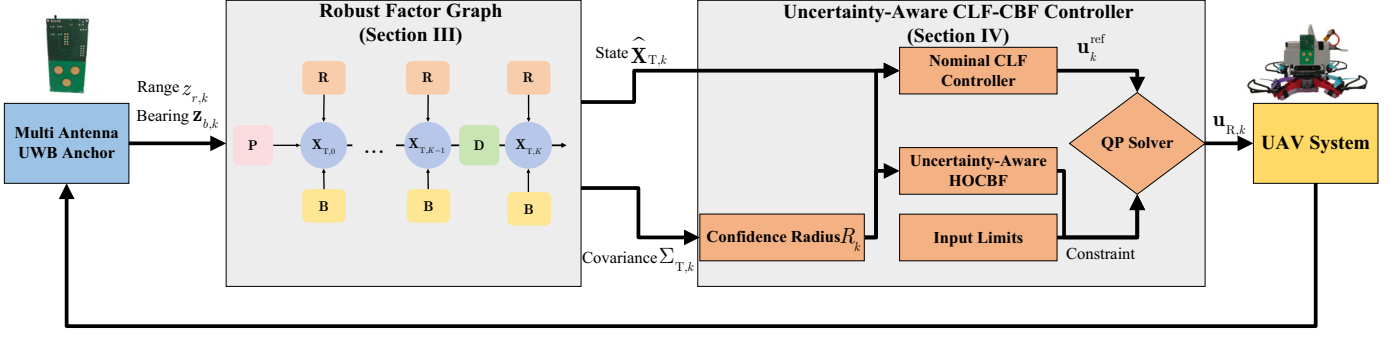 Robust Factor Graph
(Section III)
Uncertainty-Aware CLF-CBF Controller
(Section IV)
Range z_{r,k}
Bearing \mathbf{z}_{b,k}
Multi Antenna
UWB Anchor
R
R
R
P
X_{T,0}
...
X_{T,K-1}
D
X_{T,K}
B
B
B
State \hat{X}_{T,k}
Covariance Σ_{T,k}
Confidence Radius R_k
Nominal CLF
Controller
Uncertainty-Aware
HOCBF
Input Limits
u_k^{ref}
QP Solver
Constraint
u_{R,k}
UAV System